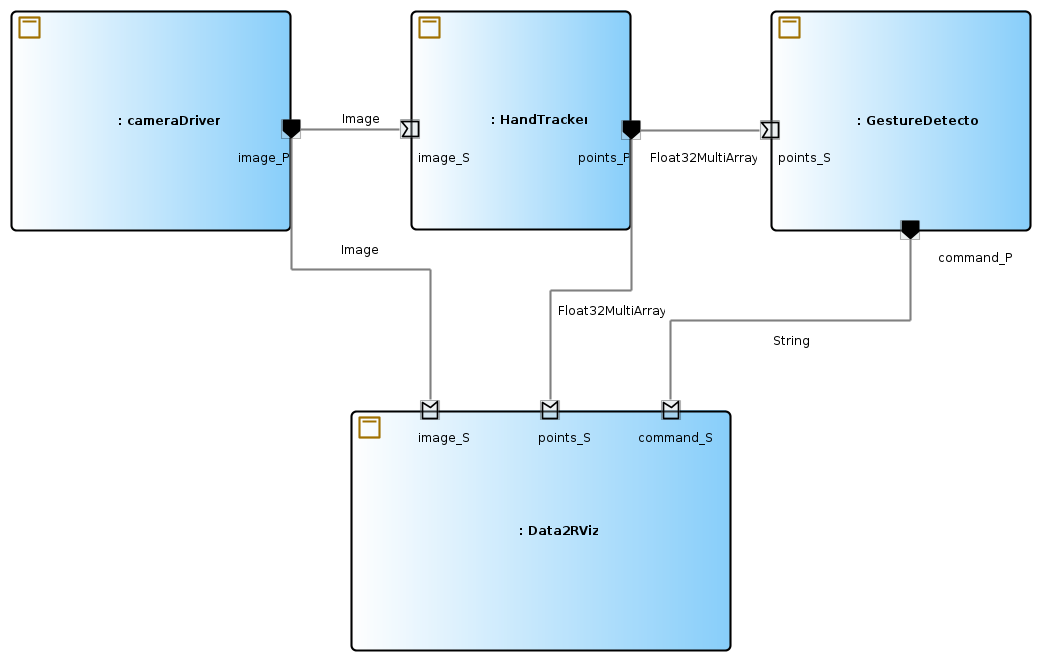 : cameraDriver
Image
: HandTracker
: GestureDetecto
image_P
image_S
points_P
Float32MultiArray
points_S
Image
command_P
Float32MultiArray
String
image_S
points_S
command_S
: Data2RViz